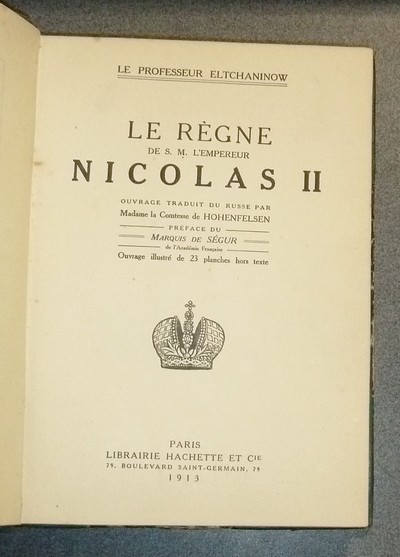 LE PROFESSEUR ELTCHANINOW
LE RÈGNE
DE S. M. L'EMPEREUR
NICOLAS II
OUVRAGE TRADUIT DU RUSSE PAR
Madame la Comtesse de HOHENFELSEN
PRÉFACE DU
MARQUIS DE SÉGUR
de l'Académie Française
Ouvrage illustré de 23 planches hors texte
PARIS
LIBRAIRIE HACHETTE ET CIE
79, BOULEVARD SAINT-GERMAIN, 79
1913